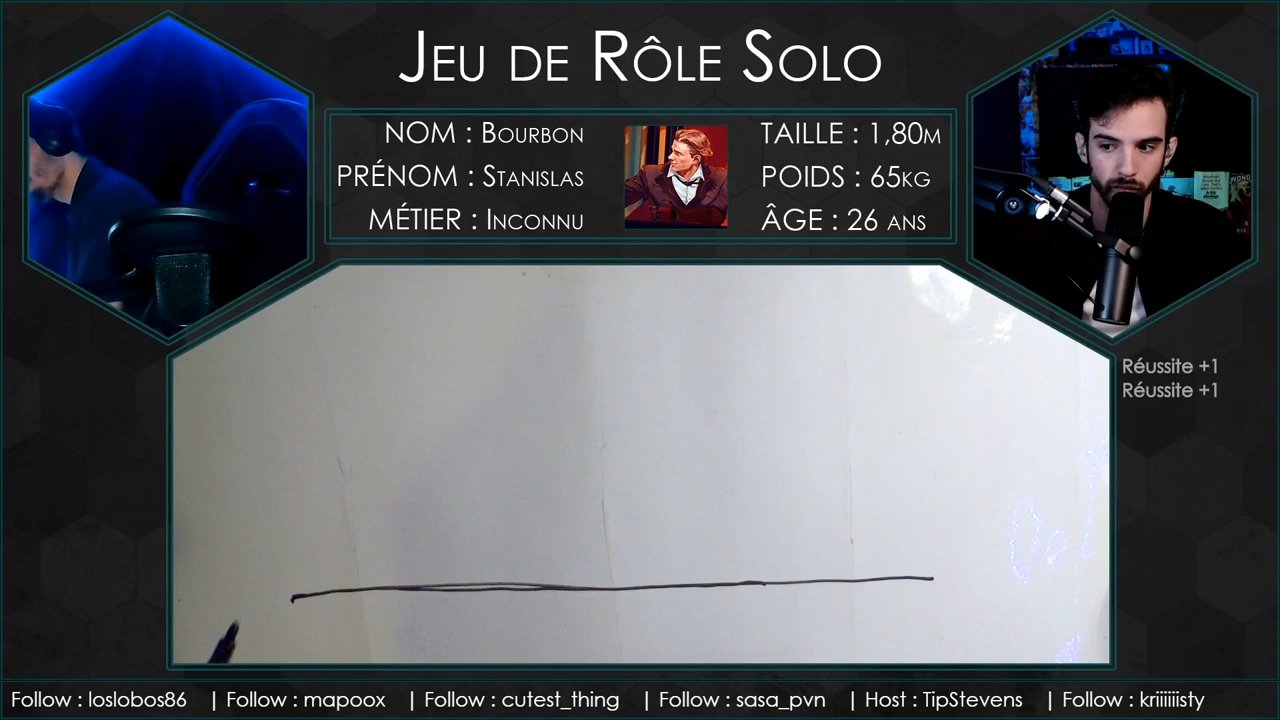 Jeu de Rôle Solo
NOM : Bourbon
PRÉNOM : Stanislas
MÉTIER : Inconnu
TAILLE : 1,80m
POIDS : 65kg
ÂGE : 26 ans
Réussite +1
Réussite +1
Follow : loslobos86 | Follow : mapoox | Follow : cutest_thing | Follow : sasa_pvn | Host : TipStevens | Follow : kriiiiiisty